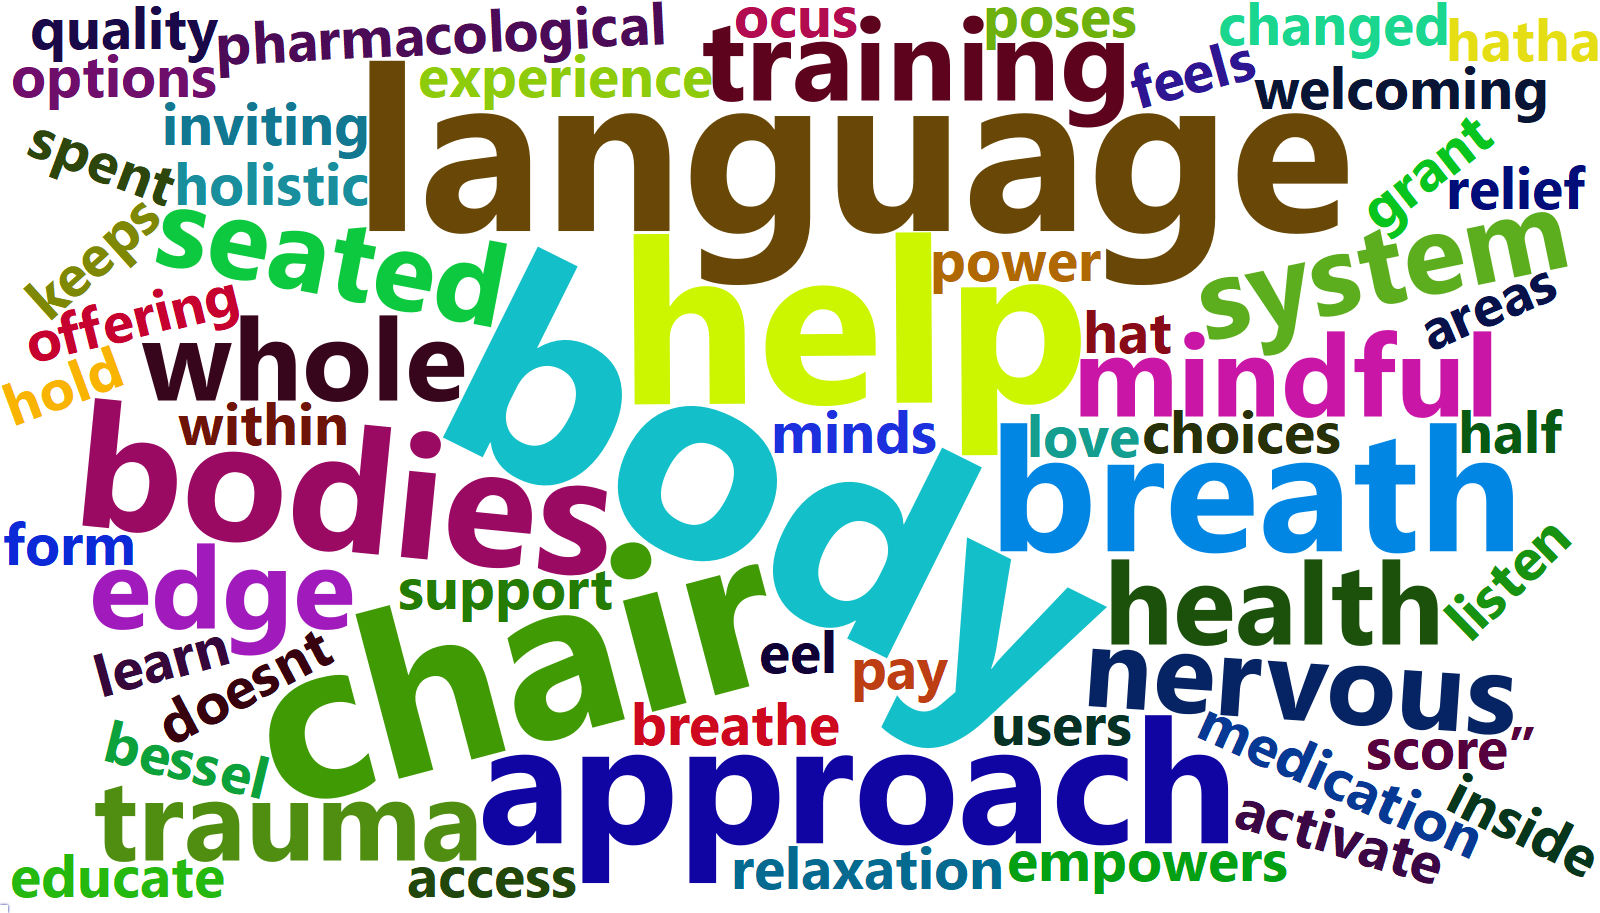 quality
pharmacological
ocus
poses
changed
hatha
options
experience
training
feels
welcoming
inviting
language
spent
holistic
grant
relief
keeps
seated
power
system
offering
help
areas
hold
whole
hat
mindful
within
body
minds
love
choices
half
bodies
breath
form
edge
support
chair
health
listen
learn
doesnt
eel
pay
nervous
bessel
breathe
users
medication
score”
trauma
approach
activate
inside
educate
access
relaxation
empowers